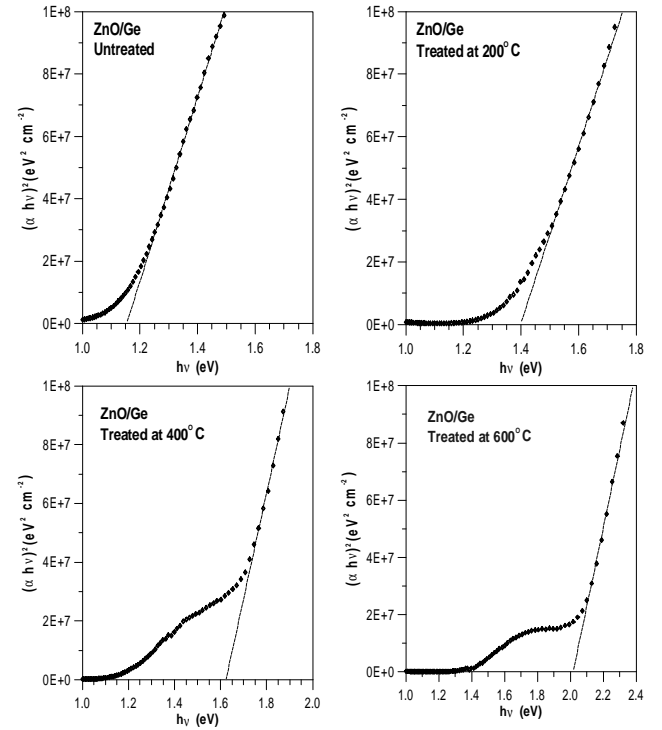 1E+8
8E+7
6E+7
4E+7
2E+7
0E+0
(α hν)² (eV² cm⁻²)
ZnO/Ge
Untreated
1.0 1.2 1.4 1.6 1.8
hν (eV)
1E+8
8E+7
6E+7
4E+7
2E+7
0E+0
(α hν)² (eV² cm⁻²)
ZnO/Ge
Treated at 200°C
1.0 1.2 1.4 1.6 1.8
hν (eV)
1E+8
8E+7
6E+7
4E+7
2E+7
0E+0
(α hν)² (eV² cm⁻²)
ZnO/Ge
Treated at 400°C
1.0 1.2 1.4 1.6 1.8 2.0
hν (eV)
1E+8
8E+7
6E+7
4E+7
2E+7
0E+0
(α hν)² (eV² cm⁻²)
ZnO/Ge
Treated at 600°C
1.0 1.2 1.4 1.6 1.8 2.0 2.2 2.4
hν (eV)